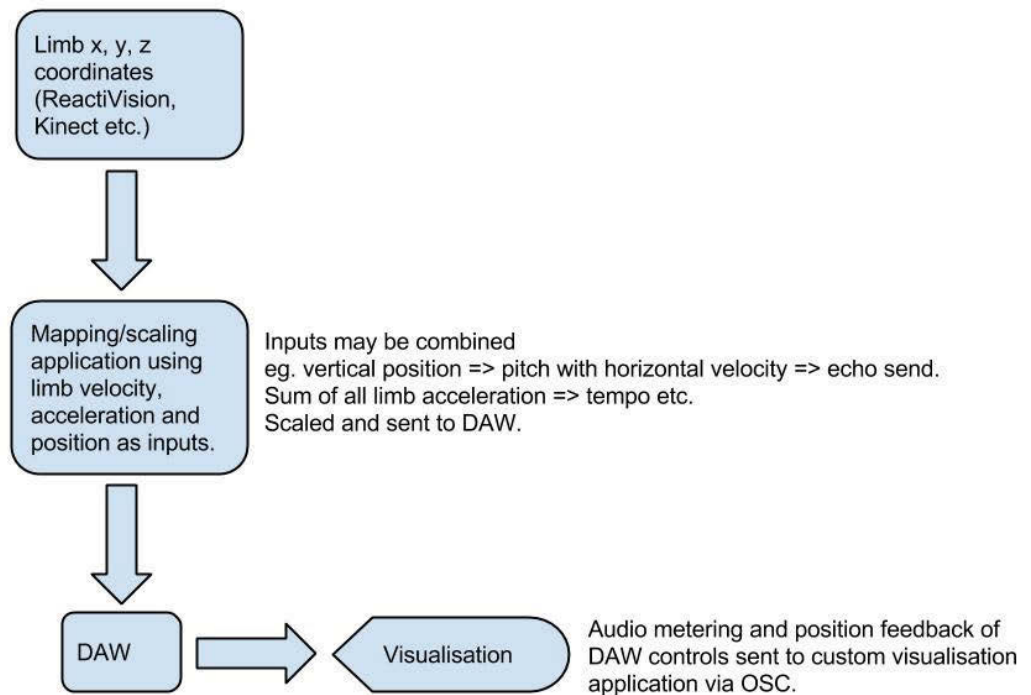 Limb x, y, z
coordinates
(ReactiVision,
Kinect etc.)
Mapping/scaling
application using
limb velocity,
acceleration and
position as inputs.
Inputs may be combined
eg. vertical position => pitch with horizontal velocity => echo send.
Sum of all limb acceleration => tempo etc.
Scaled and sent to DAW.
DAW
Visualisation
Audio metering and position feedback of
DAW controls sent to custom visualisation
application via OSC.